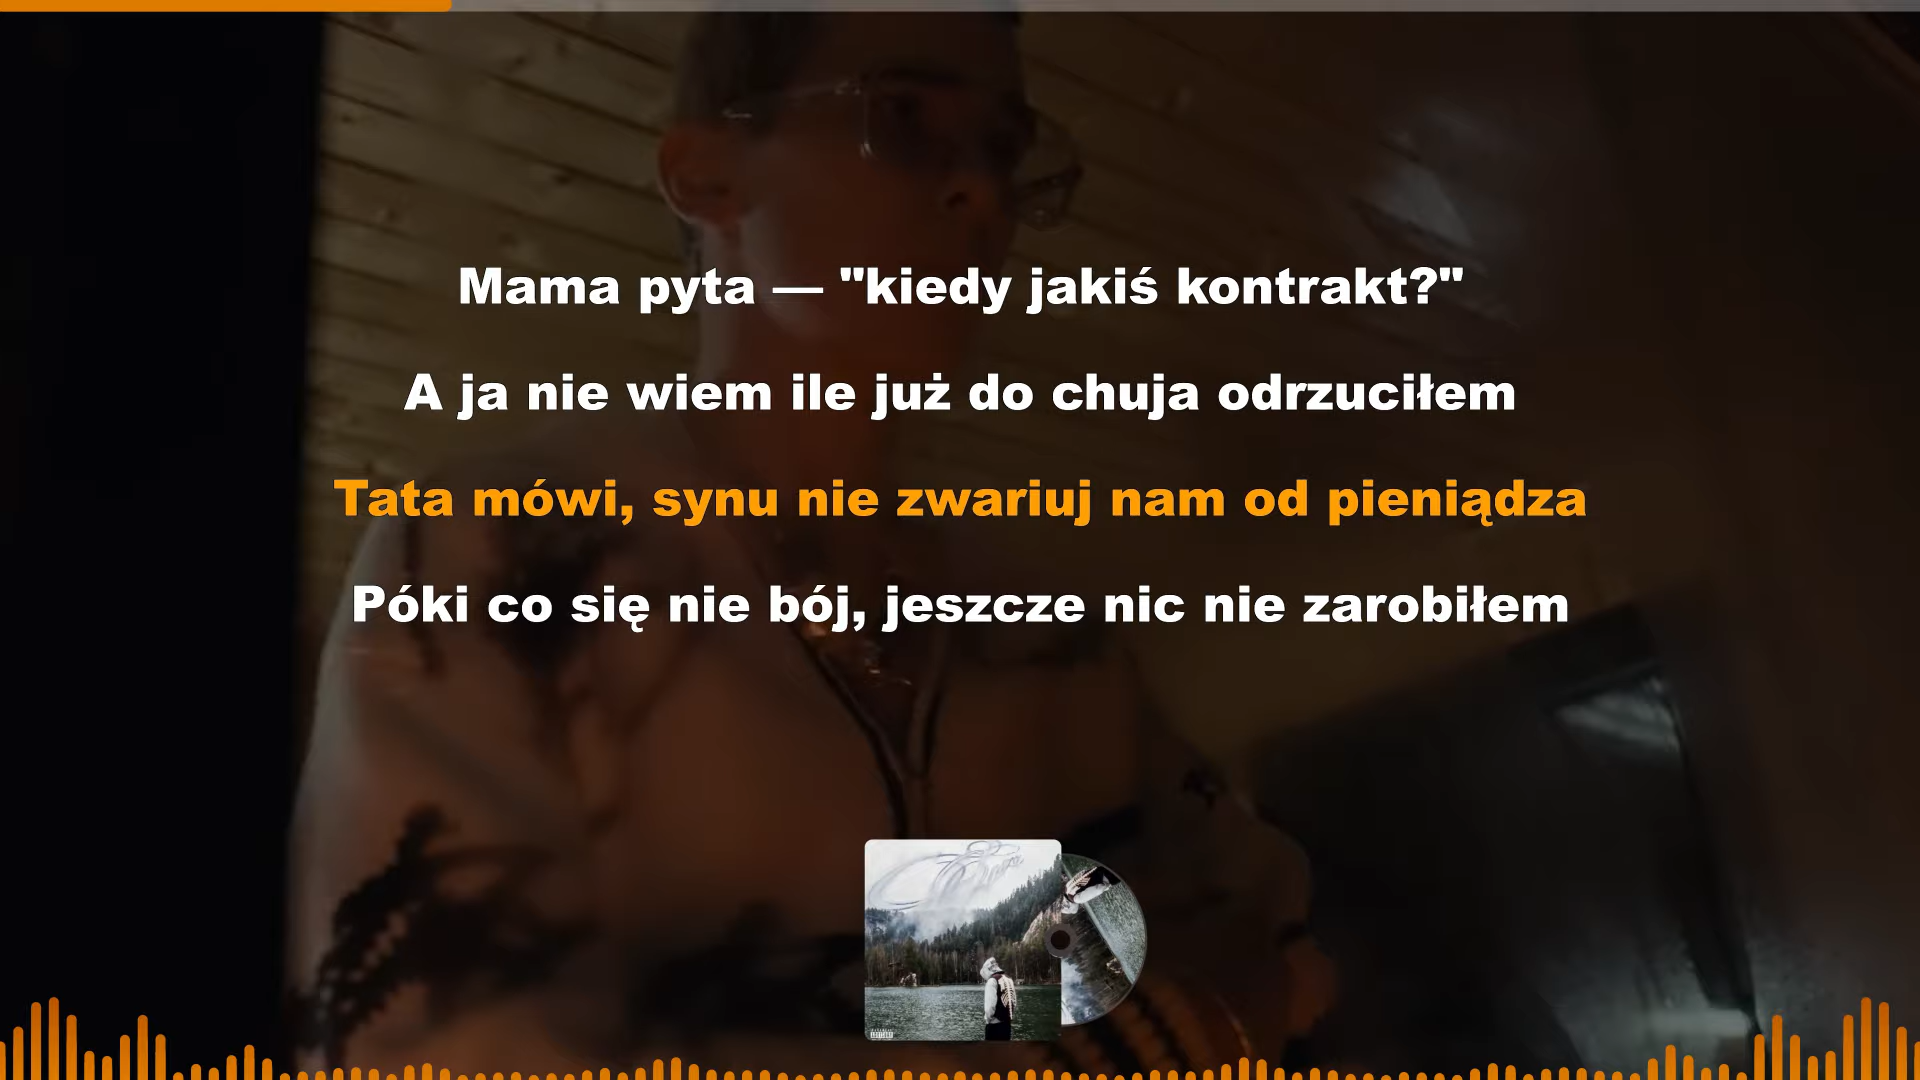 Mama pyta — "kiedy jakiś kontrakt?"
A ja nie wiem ile już do chuja odrzuciłem
Tata mówi, synu nie zwariuj nam od pieniądza
Póki co się nie bój, jeszcze nic nie zarobiłem